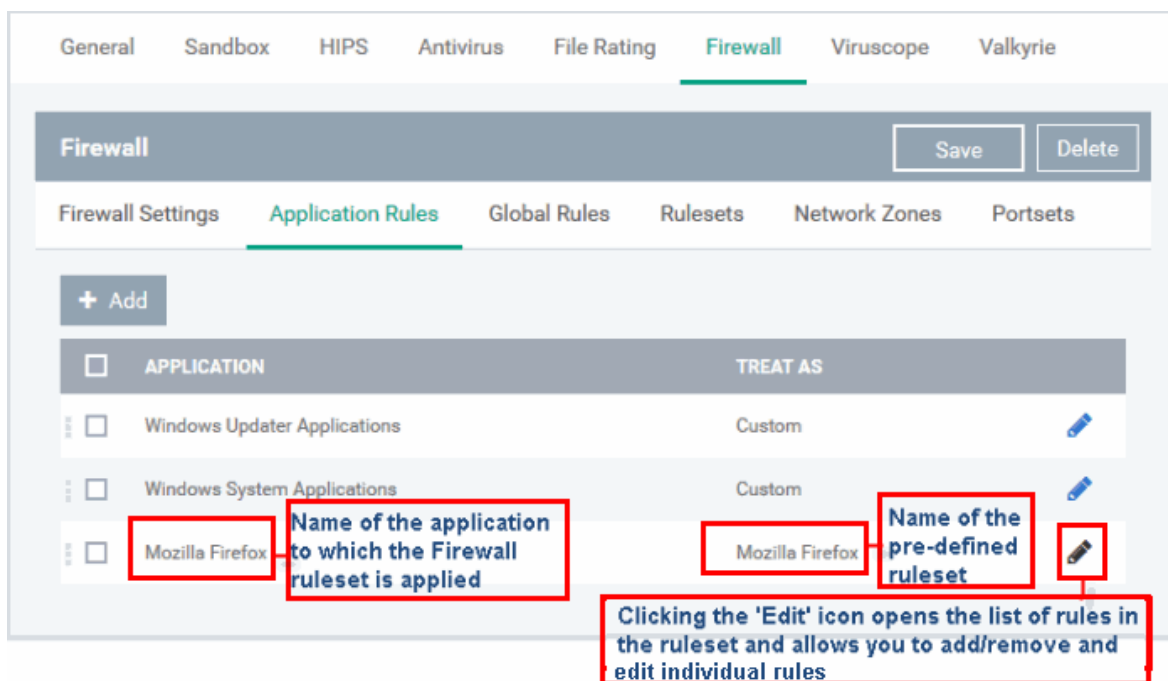 General Sandbox HIPS Antivirus File Rating Firewall Viruscope Valkyrie
Firewall Save Delete
Firewall Settings Application Rules Global Rules Rulesets Network Zones Portsets
+ Add
APPLICATION TREAT AS
Windows Updater Applications Custom
Windows System Applications Custom
Mozilla Firefox Mozilla Firefox
Name of the application
to which the Firewall
ruleset is applied
Name of the
pre-defined
ruleset
Clicking the 'Edit' icon opens the list of rules in
the ruleset and allows you to add/remove and
edit individual rules